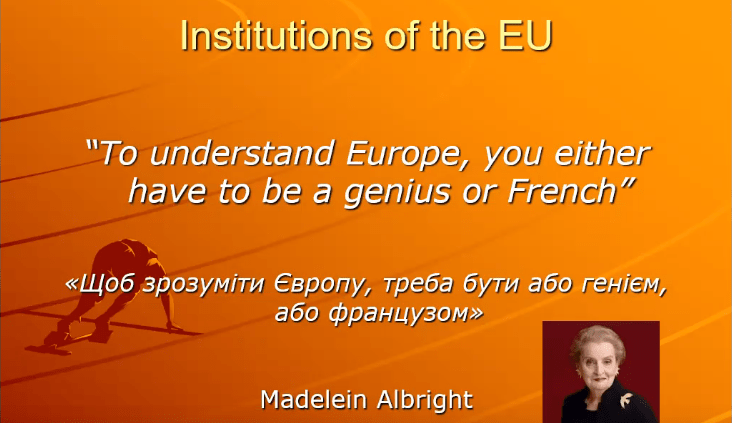 Institutions of the EU
“To understand Europe, you either
have to be a genius or French”
«Щоб зрозуміти Європу, треба бути або генієм,
або французом»
Madelein Albright